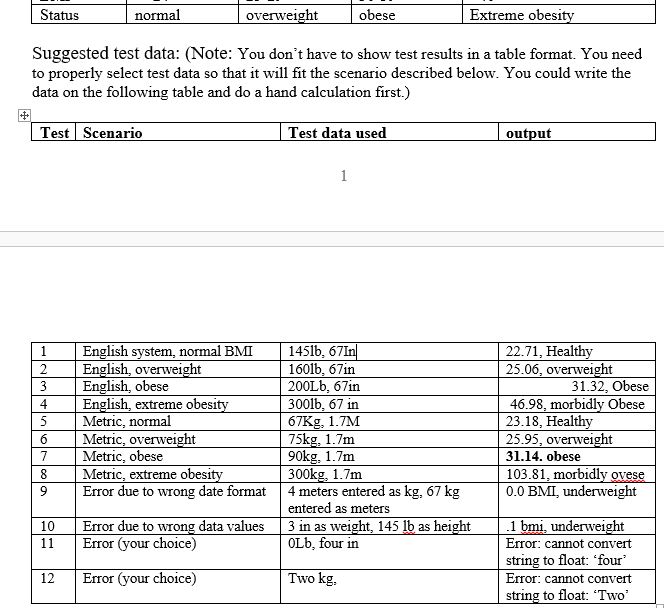 Status normal overweight obese Extreme obesity
Suggested test data: (Note: You don't have to show test results in a table format. You need
to properly select test data so that it will fit the scenario described below. You could write the
data on the following table and do a hand calculation first.)
Test Scenario Test data used output
1
1 English system, normal BMI 145lb, 67In 22.71, Healthy
2 English, overweight 160lb, 67in 25.06, overweight
3 English, obese 200Lb, 67in 31.32, Obese
4 English, extreme obesity 300lb, 67 in 46.98, morbidly Obese
5 Metric, normal 67Kg, 1.7M 23.18, Healthy
6 Metric, overweight 75kg, 1.7m 25.95, overweight
7 Metric, obese 90kg, 1.7m 31.14. obese
8 Metric, extreme obesity 300kg, 1.7m 103.81, morbidly ovese
9 Error due to wrong date format 4 meters entered as kg, 67 kg 0.0 BMI, underweight
entered as meters
10 Error due to wrong data values 3 in as weight, 145 lb as height .1 bmi, underweight
11 Error (your choice) 0Lb, four in Error: cannot convert
string to float: 'four'
12 Error (your choice) Two kg, Error: cannot convert
string to float: 'Two'